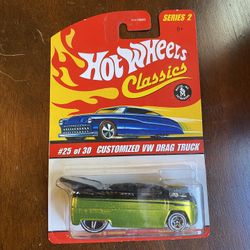 SERIES 2
Hot Wheels
Classics
#25 of 30 CUSTOMIZED VW DRAG TRUCK